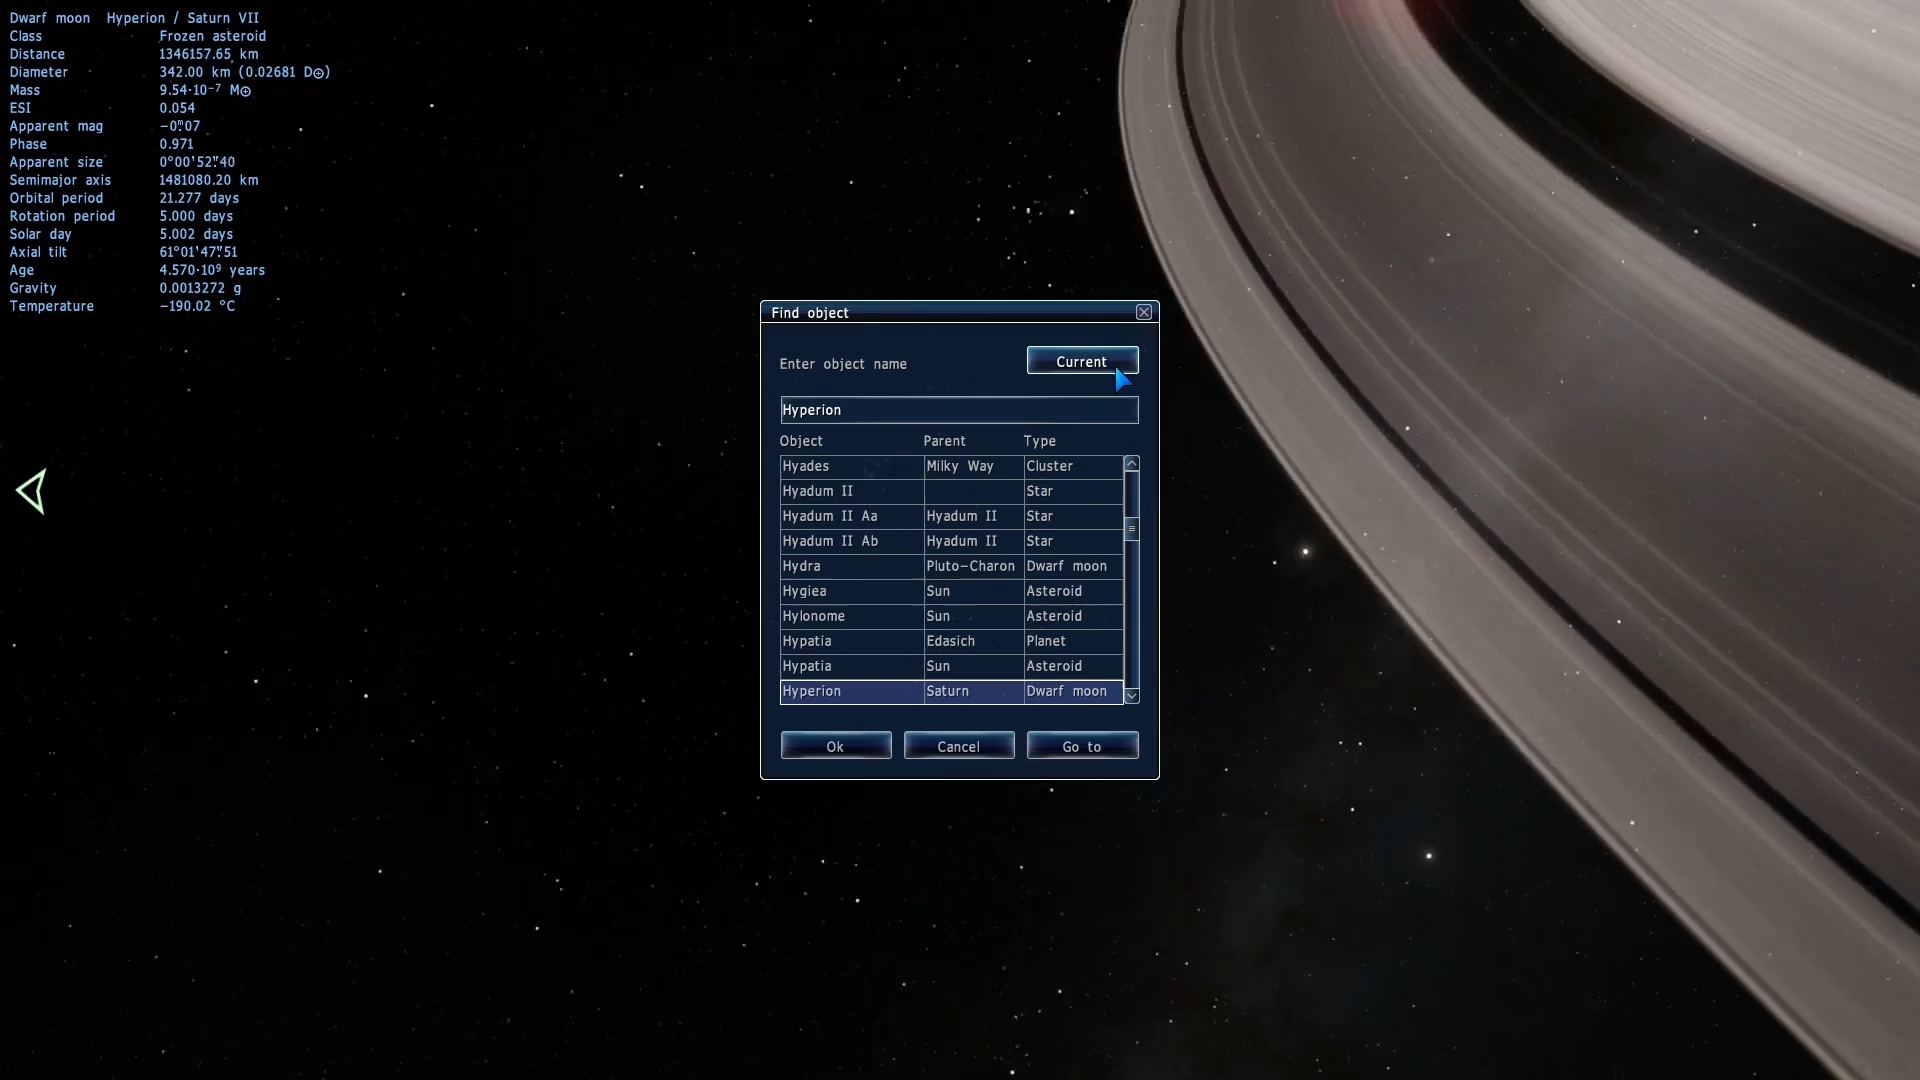 Dwarf moon Hyperion / Saturn VII
Class Frozen asteroid
Distance 1346157.65 km
Diameter 342.00 km (0.02681 D⊕)
Mass 9.54·10⁻⁷ M⊕
ESI 0.054
Apparent mag −0ᵐ.07
Phase 0.971
Apparent size 0°00'52".40
Semimajor axis 1481080.20 km
Orbital period 21.277 days
Rotation period 5.000 days
Solar day 5.002 days
Axial tilt 61°01'47".51
Age 4.570·10⁹ years
Gravity 0.0013272 g
Temperature −190.02 °C
Find object
Enter object name Current
Hyperion
Object Parent Type
Hyades Milky Way Cluster
Hyadum II Star
Hyadum II Aa Hyadum II Star
Hyadum II Ab Hyadum II Star
Hydra Pluto−Charon Dwarf moon
Hygiea Sun Asteroid
Hylonome Sun Asteroid
Hypatia Edasich Planet
Hypatia Sun Asteroid
Hyperion Saturn Dwarf moon
Ok Cancel Go to